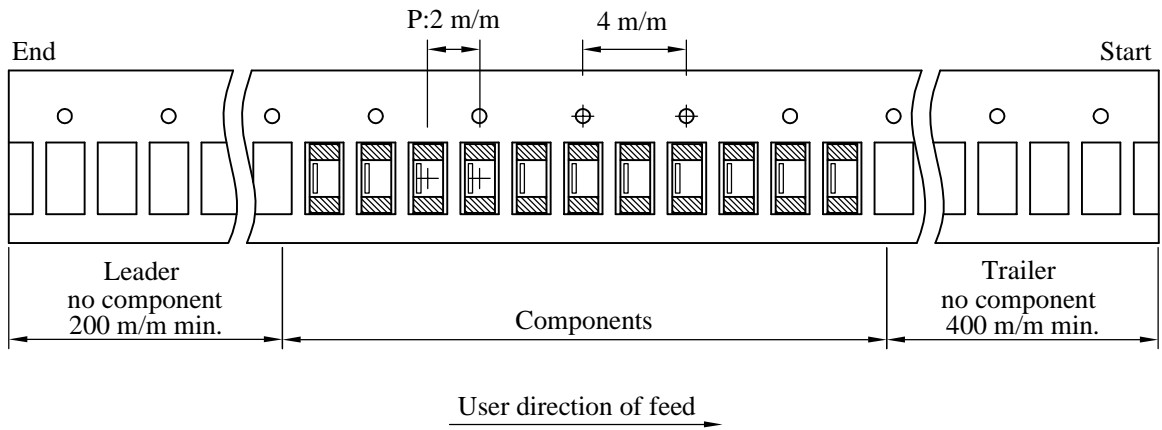 P:2 m/m
4 m/m
End
Start
Leader
no component
200 m/m min.
Components
Trailer
no component
400 m/m min.
User direction of feed